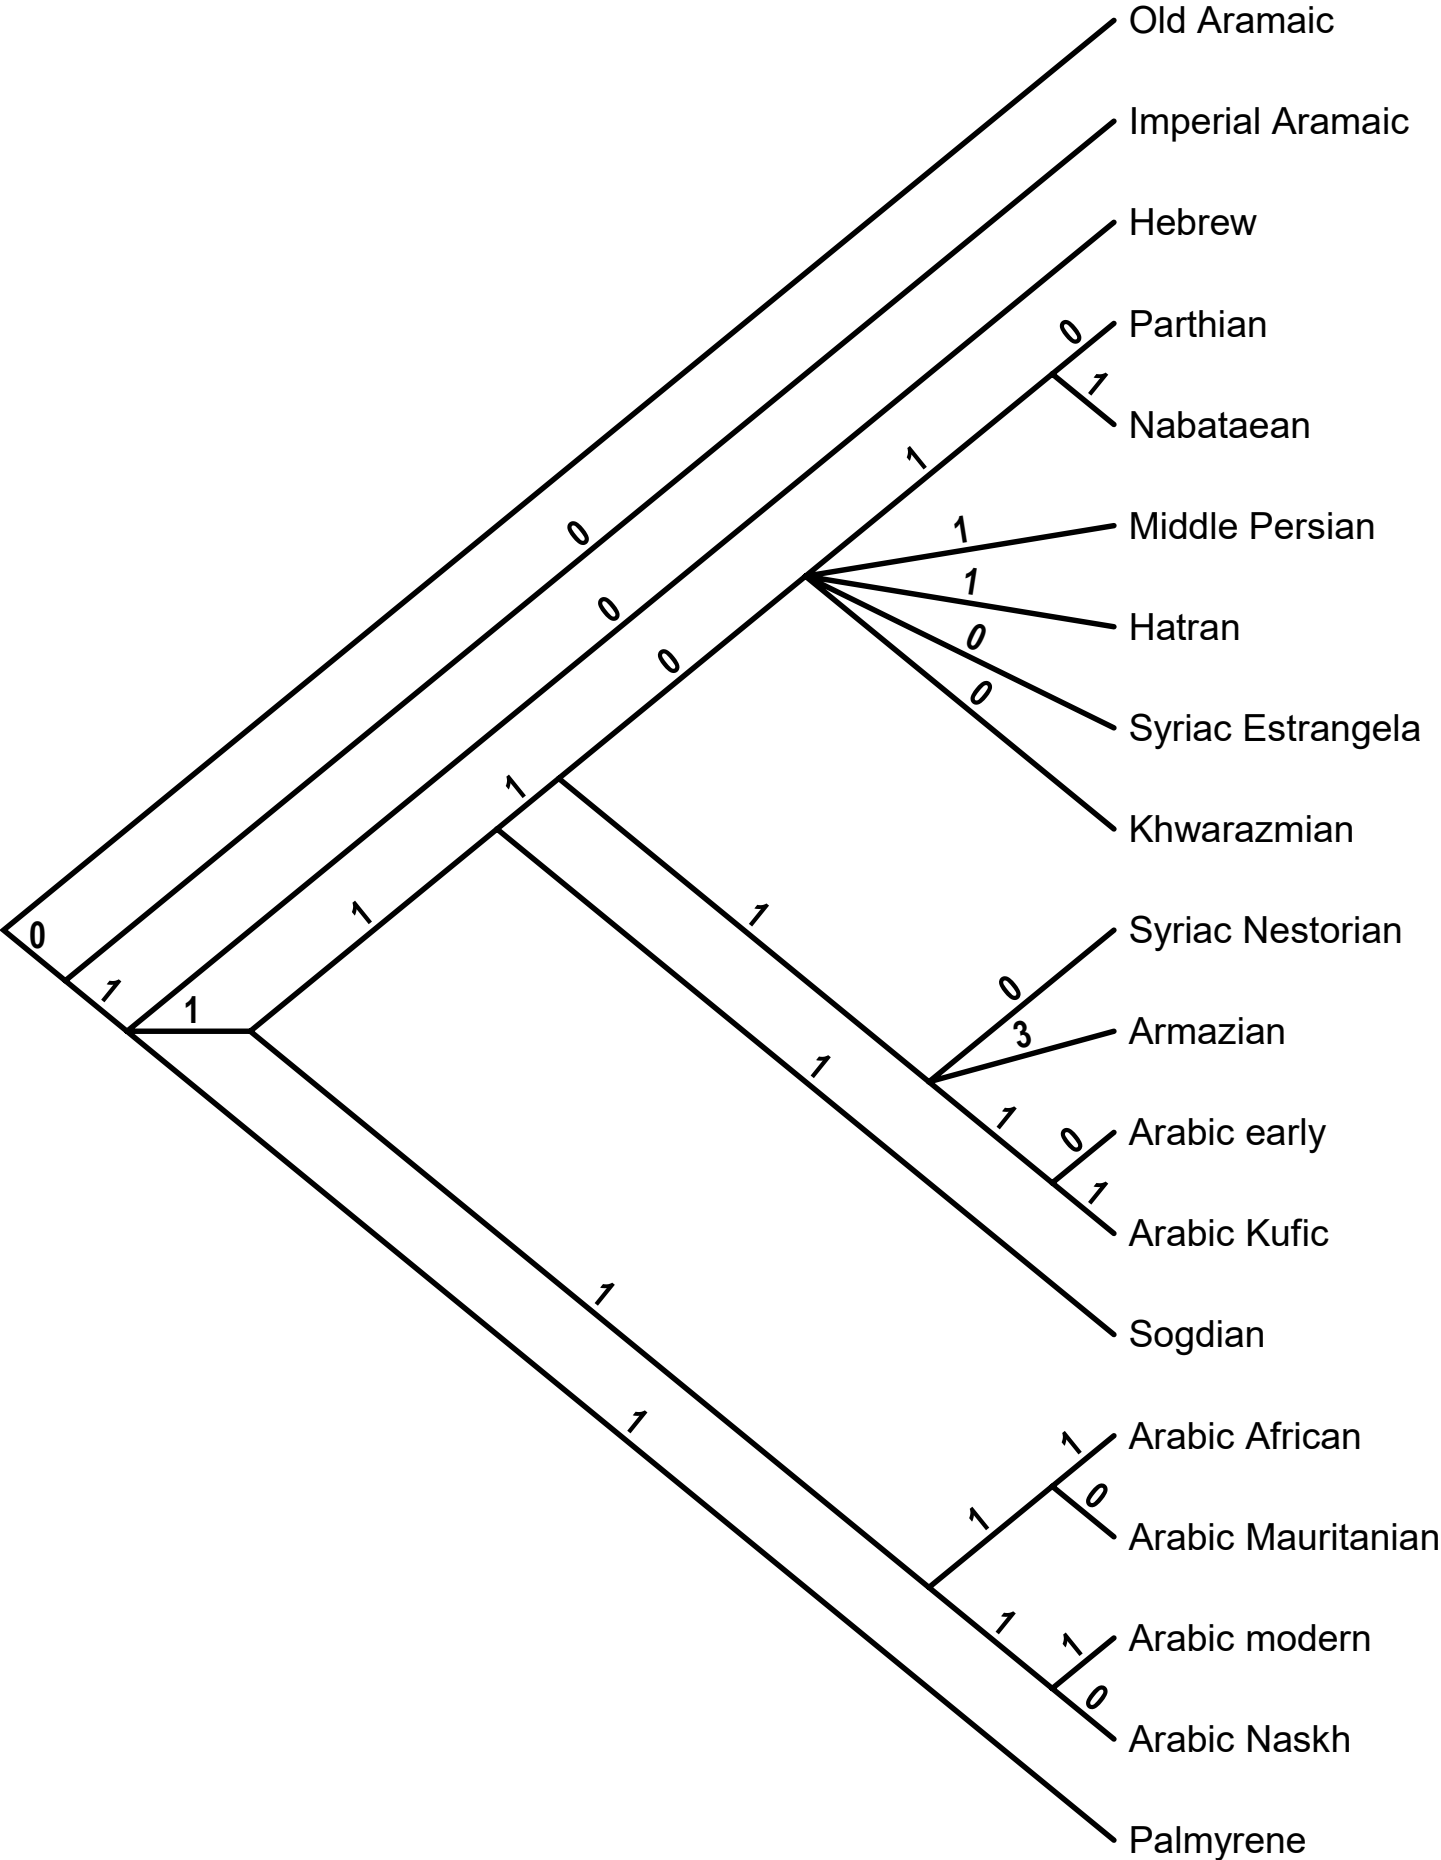 Old Aramaic
Imperial Aramaic
Hebrew
0
Parthian
1
Nabataean
1
1
Middle Persian
0
1
Hatran
0
0
0
Syriac Estrangela
0
1
Khwarazmian
1
1
0
Syriac Nestorian
0
1
1
3
Armazian
1
1
0
Arabic early
1
Arabic Kufic
1
Sogdian
1
1
Arabic African
0
1
Arabic Mauritanian
1
1
Arabic modern
0
Arabic Naskh
Palmyrene